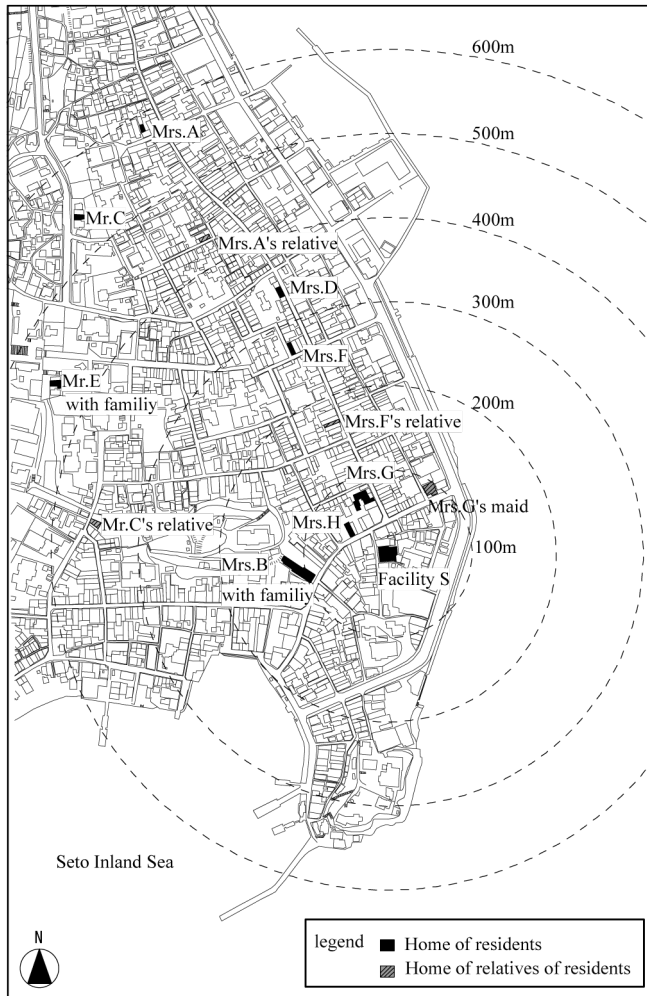 600m
500m
Mrs.A
400m
Mr.C
Mrs.A's relative
Mrs.D
300m
Mrs.F
Mr.E
with familiy
200m
Mrs.F's relative
Mrs.G
Mrs.G's maid
Mr.C's relative
Mrs.H
100m
Mrs.B
Facility S
with familiy
Seto Inland Sea
N
legend
Home of residents
Home of relatives of residents